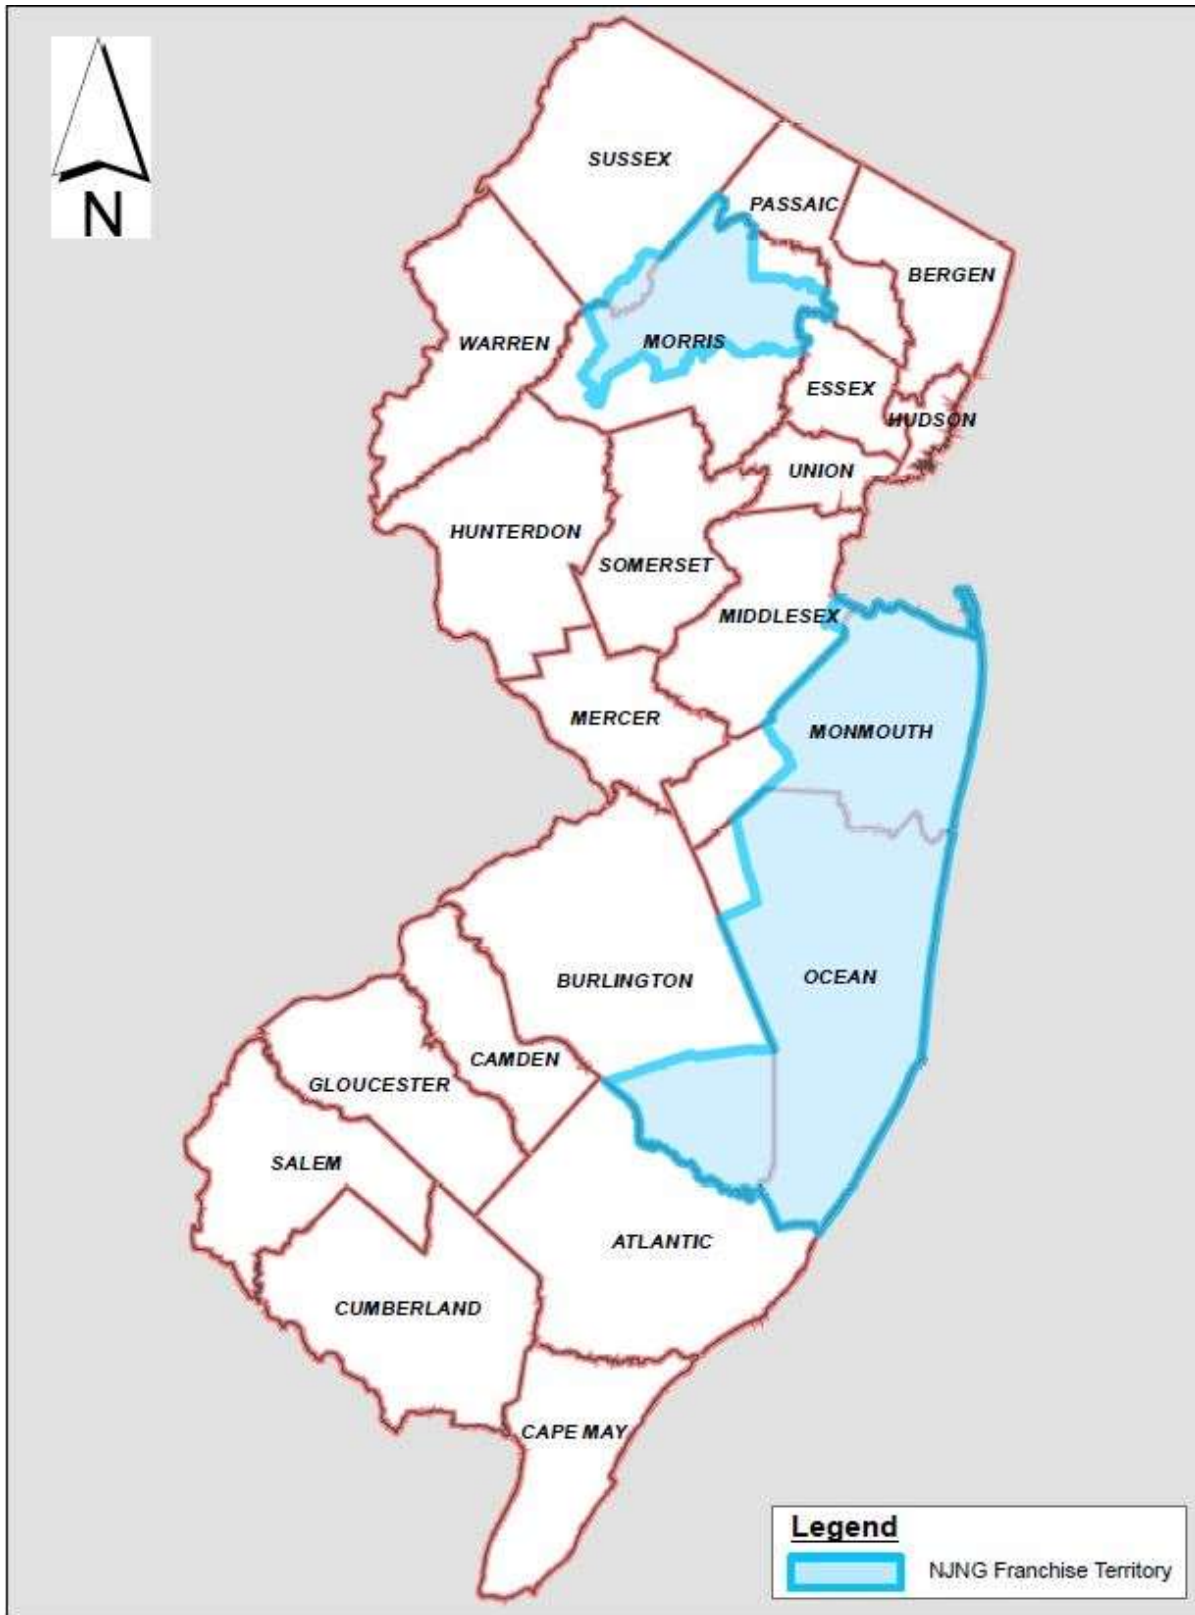 N
SUSSEX
PASSAIC
BERGEN
WARREN
MORRIS
ESSEX
HUDSON
UNION
HUNTERDON
SOMERSET
MIDDLESEX
MERCER
MONMOUTH
BURLINGTON
OCEAN
CAMDEN
GLOUCESTER
SALEM
ATLANTIC
CUMBERLAND
CAPE MAY
Legend
NJNG Franchise Territory